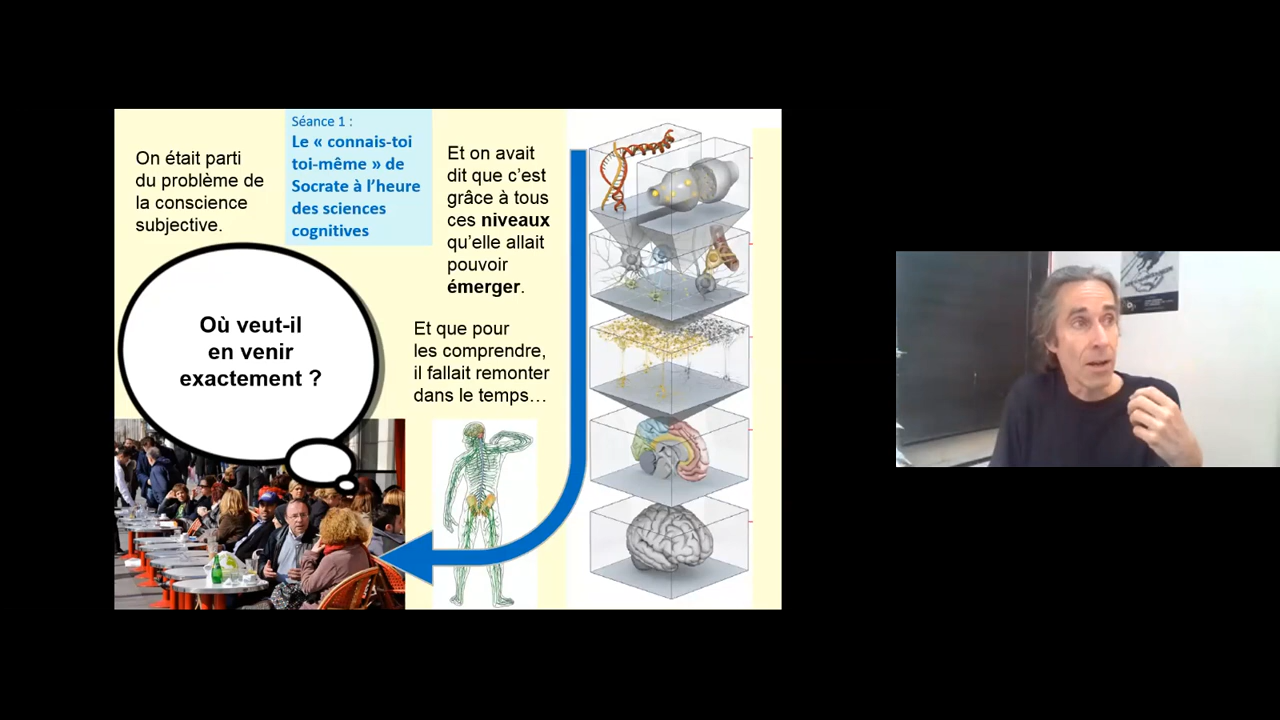 On était parti
du problème de
la conscience
subjective.
Séance 1 :
Le « connais-toi
toi-même » de
Socrate à l’heure
des sciences
cognitives
Et on avait
dit que c’est
grâce à tous
ces niveaux
qu’elle allait
pouvoir
émerger.
Où veut-il
en venir
exactement ?
Et que pour
les comprendre,
il fallait remonter
dans le temps…